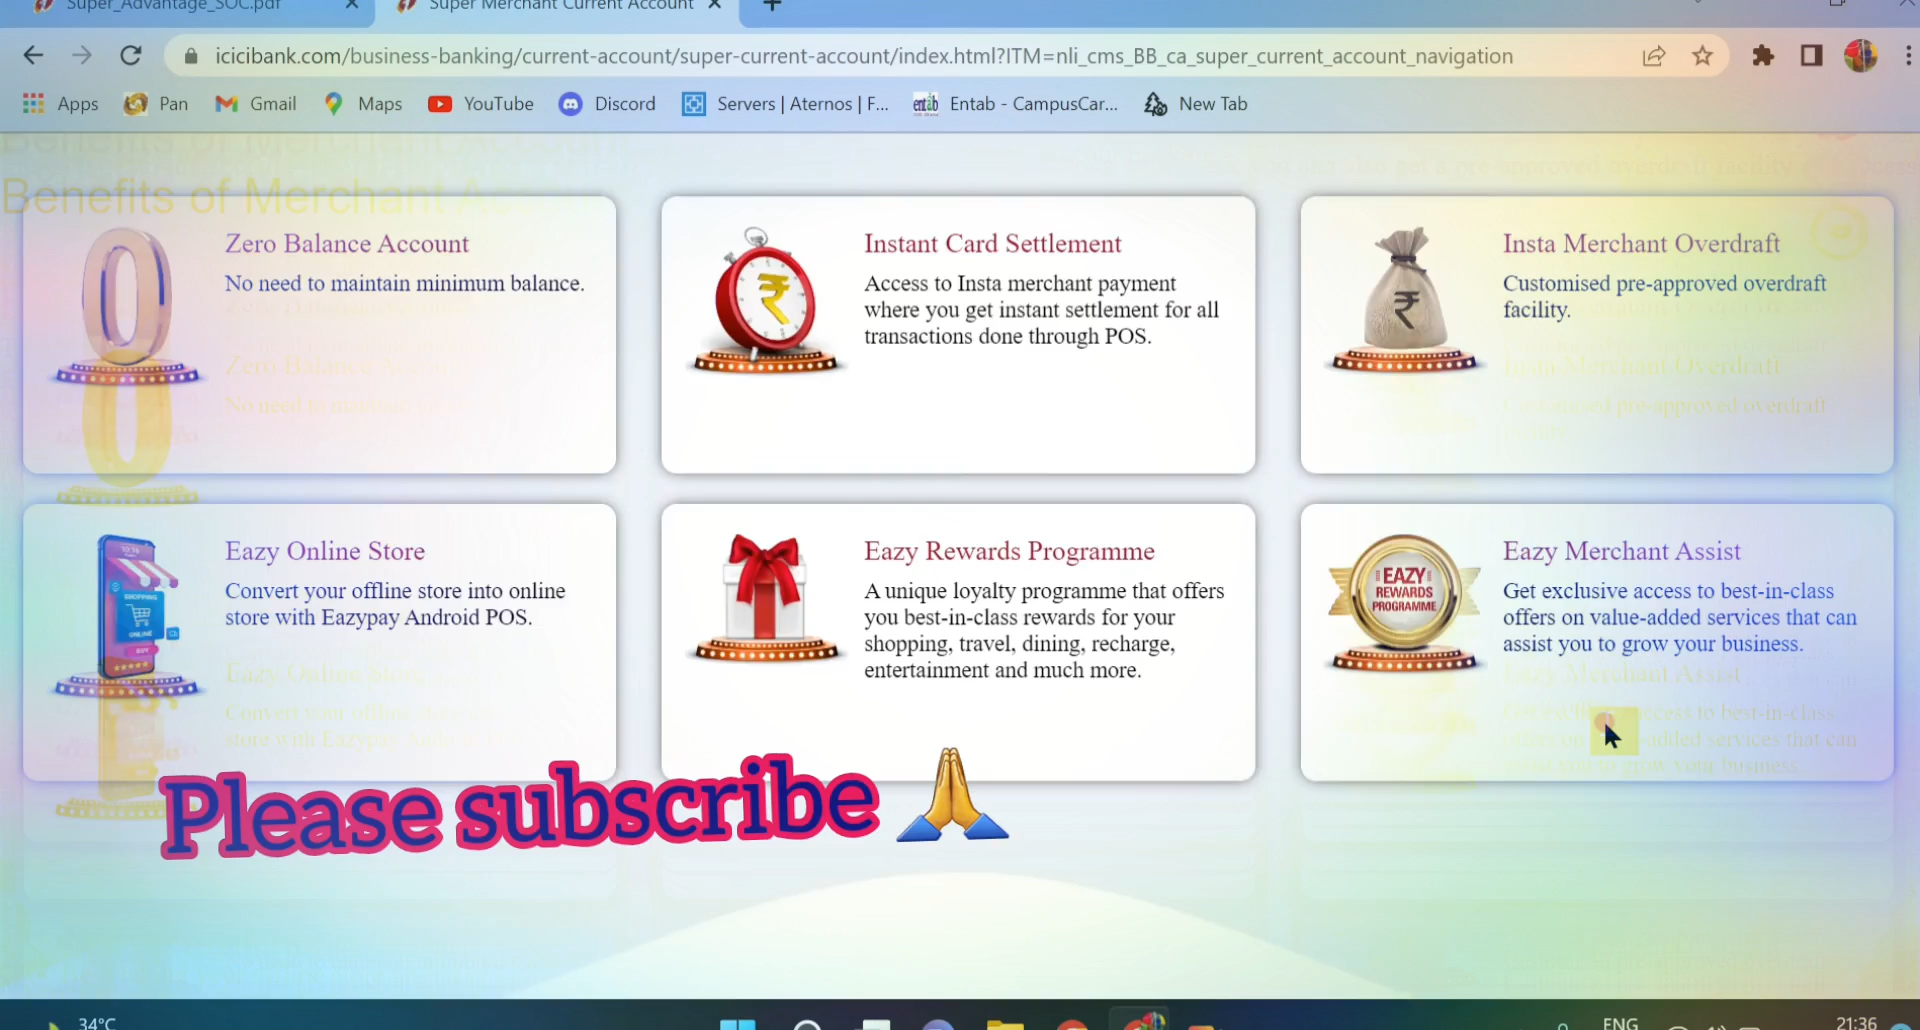 Super_Advantage_SOC.pdf
Super Merchant Current Account
icicibank.com/business-banking/current-account/super-current-account/index.html?ITM=nli_cms_BB_ca_super_current_account_navigation
Apps Pan Gmail Maps YouTube Discord Servers | Aternos | F... entab Entab - CampusCar... New Tab
Benefits of Merchant
Zero Balance Account
No need to maintain minimum balance.
Instant Card Settlement
Access to Insta merchant payment
where you get instant settlement for all
transactions done through POS.
Insta Merchant Overdraft
Customised pre-approved overdraft
facility.
Eazy Online Store
Convert your offline store into online
store with Eazypay Android POS.
SHOPPING
ONLINE
BUY
Eazy Rewards Programme
A unique loyalty programme that offers
you best-in-class rewards for your
shopping, travel, dining, recharge,
entertainment and much more.
EAZY
REWARDS
PROGRAMME
Eazy Merchant Assist
Get exclusive access to best-in-class
offers on value-added services that can
assist you to grow your business.
Please subscribe
34°C
ENG
21:36